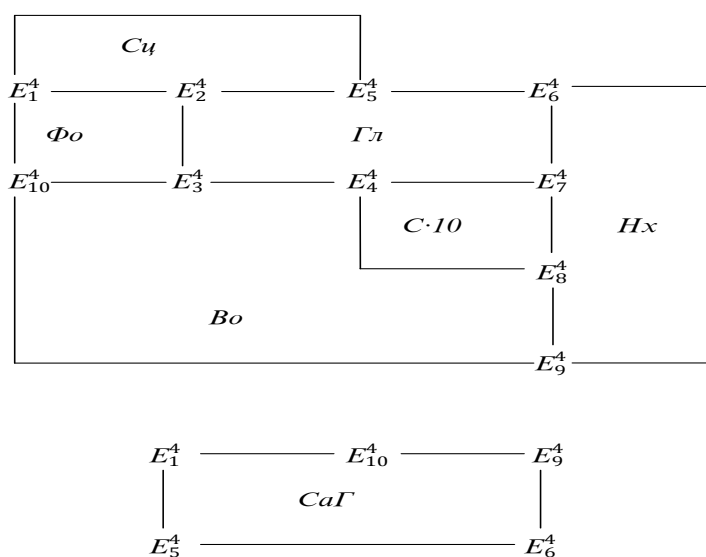 Сц
E₁⁴ E₂⁴ E₅⁴ E₆⁴
Фо Гл
E₁₀⁴ E₃⁴ E₄⁴ E₇⁴
С·10 Нх
E₈⁴
Во
E₉⁴
E₁⁴ E₁₀⁴ E₉⁴
СаГ
E₅⁴ E₆⁴